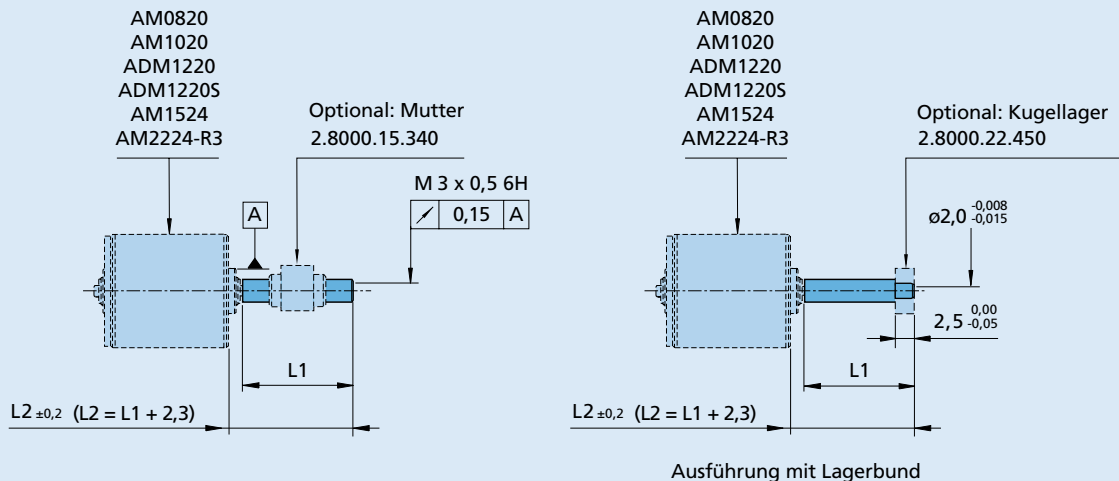 AM0820
AM1020
ADM1220
ADM1220S
AM1524
AM2224-R3
Optional: Mutter
2.8000.15.340
M 3 x 0,5 6H
0,15 A
A
L1
L2 ±0,2 (L2 = L1 + 2,3)
AM0820
AM1020
ADM1220
ADM1220S
AM1524
AM2224-R3
Optional: Kugellager
2.8000.22.450
ø2,0 -0,008 -0,015
2,5 0,00 -0,05
L1
L2 ±0,2 (L2 = L1 + 2,3)
Ausführung mit Lagerbund